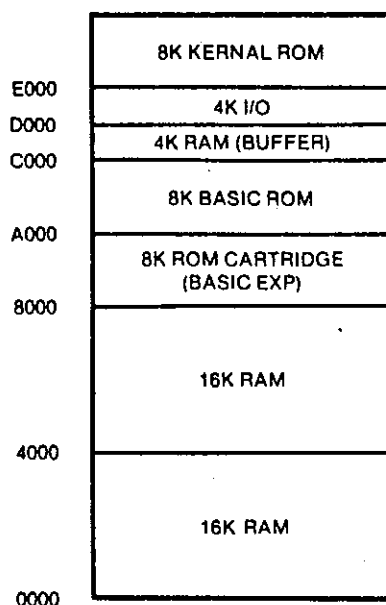 8K KERNAL ROM
E000
4K I/O
D000
4K RAM (BUFFER)
C000
8K BASIC ROM
A000
8K ROM CARTRIDGE
(BASIC EXP)
8000
16K RAM
4000
16K RAM
0000